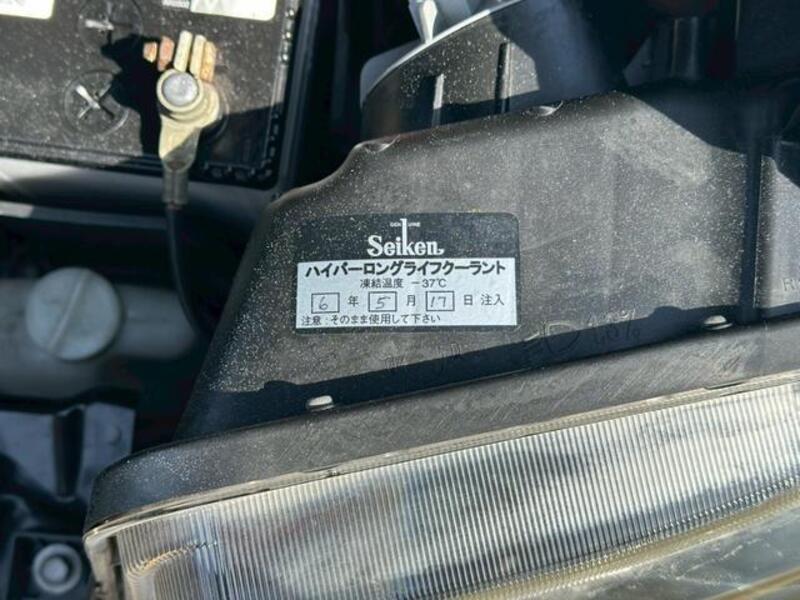 GENUINE
Seiken
ハイパーロングライフクーラント
凍結温度 -37℃
6 年 5 月 17 日 注入
注意:そのまま使用して下さい